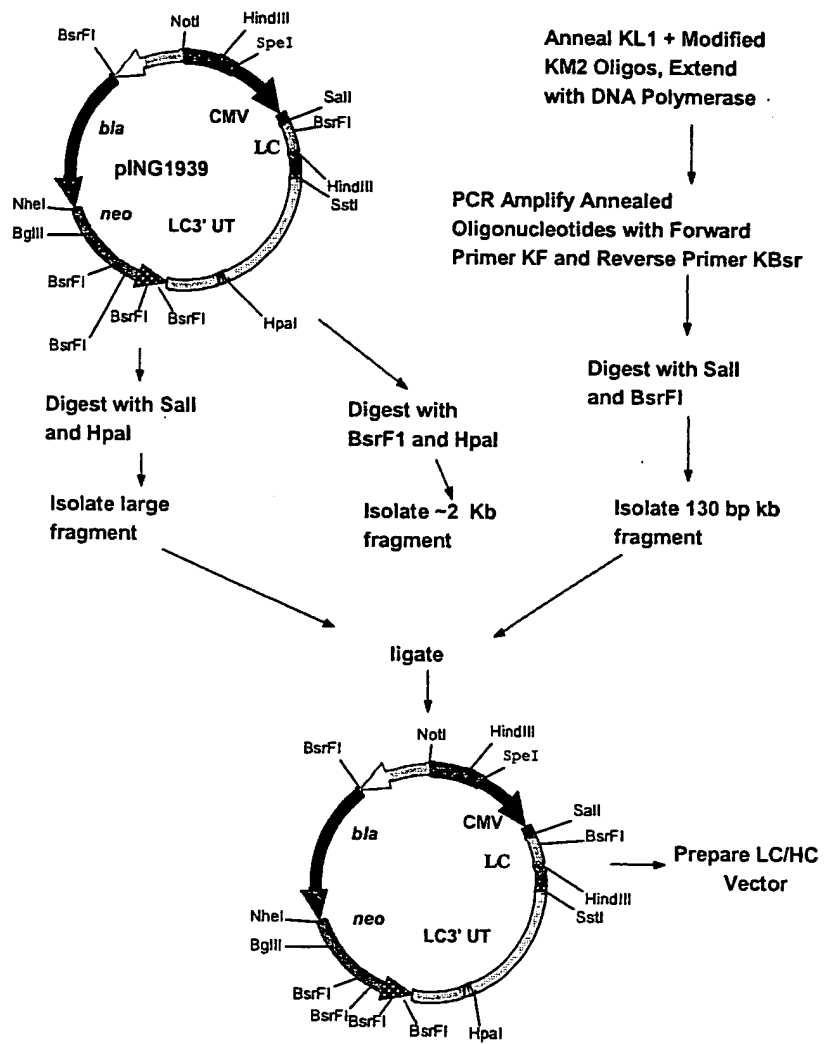 NotI
HindIII
SpeI
BsrFI
SalI
BsrFI
CMV
LC
bla
pING1939
HindIII
SstI
NheI
neo
LC3' UT
BglII
BsrFI
BsrFI
BsrFI
BsrFI
HpaI
Digest with SalI
and HpaI
Isolate large
fragment
Digest with
BsrF1 and HpaI
Isolate ~2 Kb
fragment
Anneal KL1 + Modified
KM2 Oligos, Extend
with DNA Polymerase
PCR Amplify Annealed
Oligonucleotides with Forward
Primer KF and Reverse Primer KBsr
Digest with SalI
and BsrFI
Isolate 130 bp kb
fragment
ligate
NotI
HindIII
SpeI
BsrFI
SalI
BsrFI
CMV
LC
bla
HindIII
SstI
NheI
neo
LC3' UT
BglII
BsrFI
BsrFI
BsrFI
BsrFI
HpaI
Prepare LC/HC
Vector